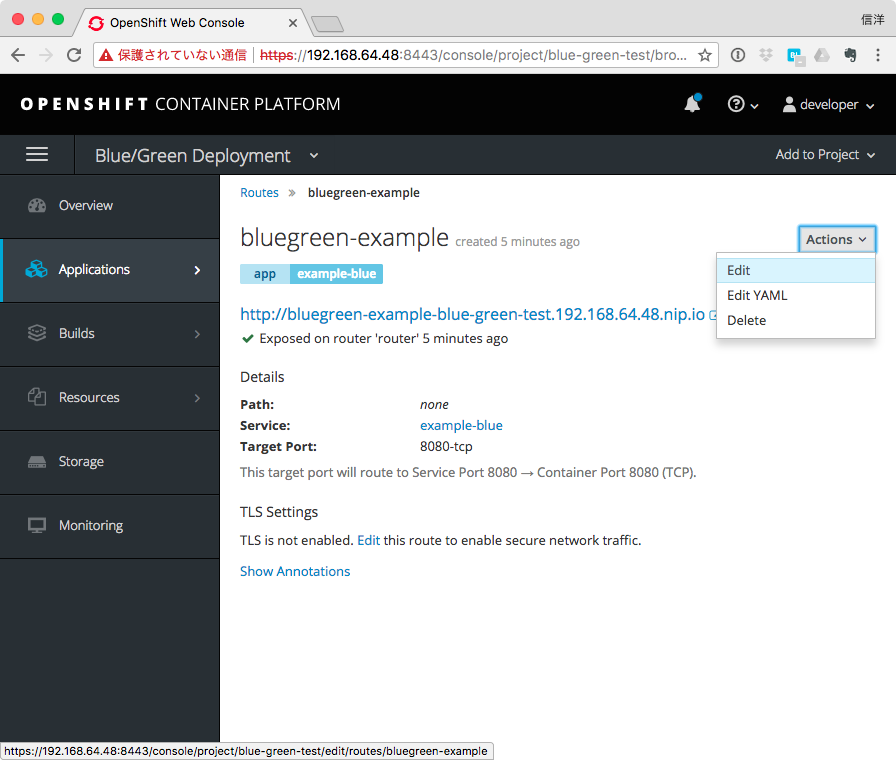 OpenShift Web Console
信洋
保護されていない通信 https://192.168.64.48:8443/console/project/blue-green-test/bro...
OPENSHIFT CONTAINER PLATFORM
developer
Blue/Green Deployment
Add to Project
Overview
Applications
Builds
Resources
Storage
Monitoring
Routes » bluegreen-example
bluegreen-example created 5 minutes ago
Actions
Edit
Edit YAML
Delete
app example-blue
http://bluegreen-example-blue-green-test.192.168.64.48.nip.io
Exposed on router 'router' 5 minutes ago
Details
Path: none
Service: example-blue
Target Port: 8080-tcp
This target port will route to Service Port 8080 → Container Port 8080 (TCP).
TLS Settings
TLS is not enabled. Edit this route to enable secure network traffic.
Show Annotations
https://192.168.64.48:8443/console/project/blue-green-test/edit/routes/bluegreen-example